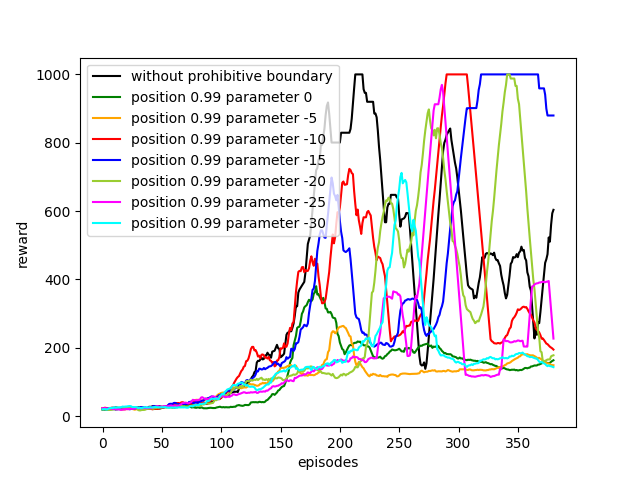 1000
800
600
400
200
0
reward
without prohibitive boundary
position 0.99 parameter 0
position 0.99 parameter -5
position 0.99 parameter -10
position 0.99 parameter -15
position 0.99 parameter -20
position 0.99 parameter -25
position 0.99 parameter -30
0 50 100 150 200 250 300 350
episodes